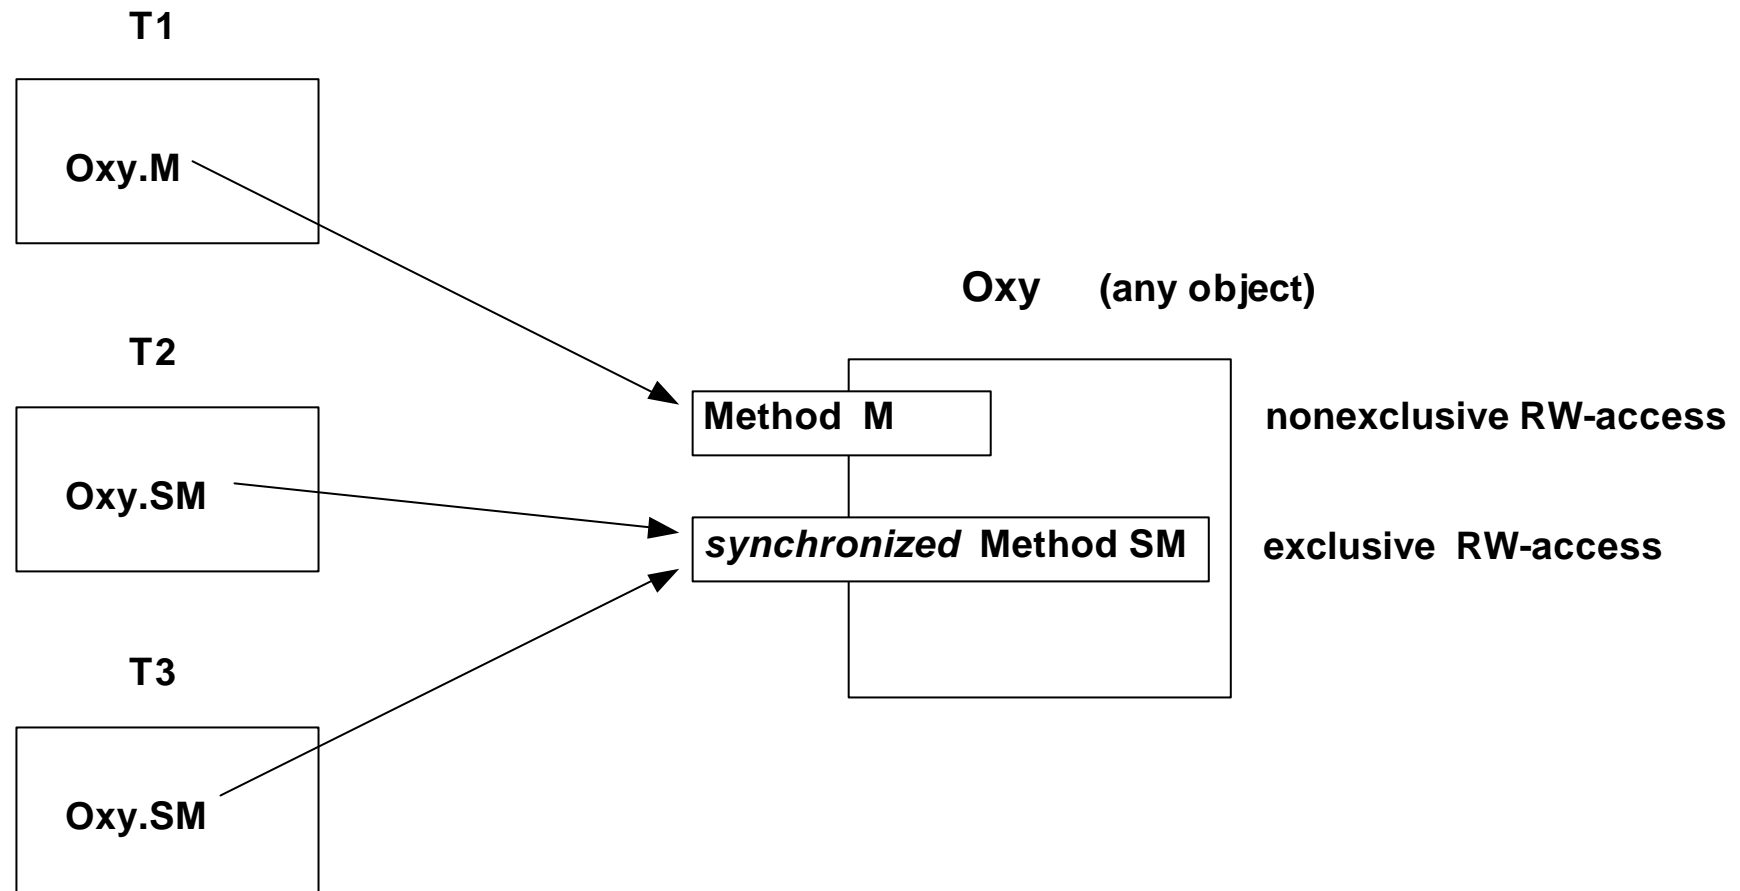 T1
Oxy.M
T2
Oxy.SM
T3
Oxy.SM
Oxy (any object)
Method M
nonexclusive RW-access
synchronized Method SM
exclusive RW-access